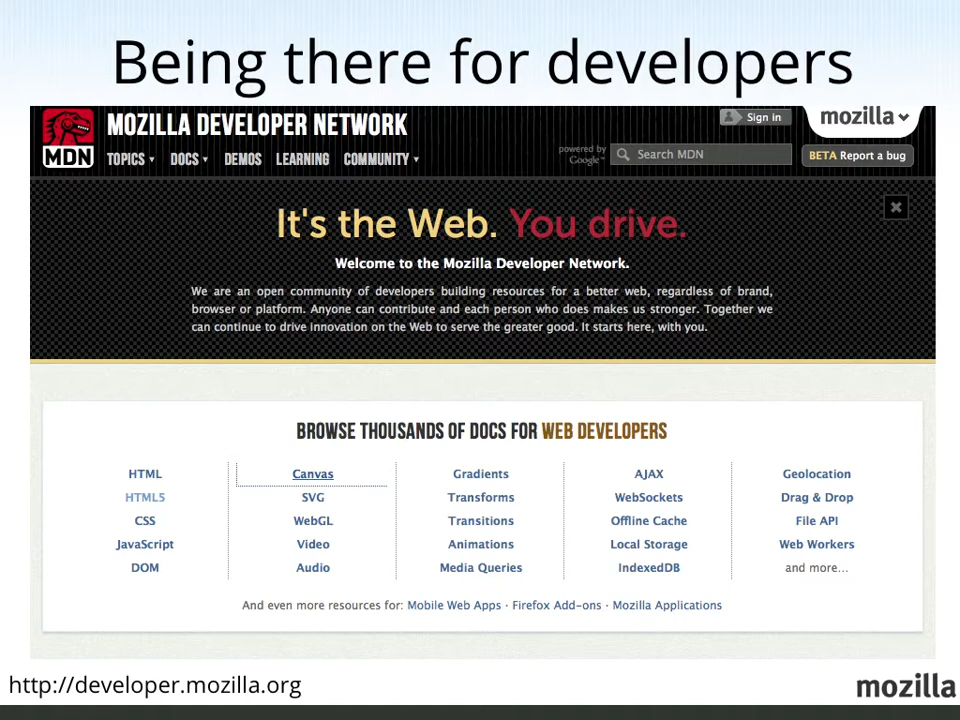 Being there for developers
MOZILLA DEVELOPER NETWORK
Sign in
mozilla
MDN
TOPICS DOCS DEMOS LEARNING COMMUNITY
powered by
Google™
Search MDN
BETA Report a bug
It's the Web. You drive.
Welcome to the Mozilla Developer Network.
We are an open community of developers building resources for a better web, regardless of brand,
browser or platform. Anyone can contribute and each person who does makes us stronger. Together we
can continue to drive innovation on the Web to serve the greater good. It starts here, with you.
BROWSE THOUSANDS OF DOCS FOR WEB DEVELOPERS
HTML Canvas Gradients AJAX Geolocation
HTML5 SVG Transforms WebSockets Drag & Drop
CSS WebGL Transitions Offline Cache File API
JavaScript Video Animations Local Storage Web Workers
DOM Audio Media Queries IndexedDB and more...
And even more resources for: Mobile Web Apps · Firefox Add-ons · Mozilla Applications
http://developer.mozilla.org
mozilla